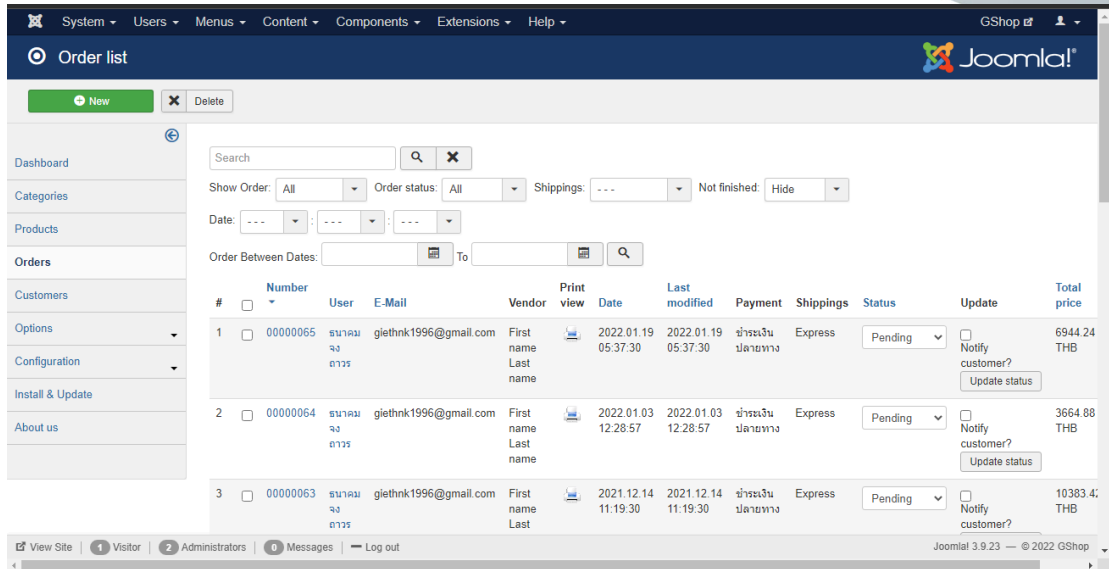 System Users Menus Content Components Extensions Help GShop
Order list Joomla!
New Delete
Dashboard
Categories
Products
Orders
Customers
Options
Configuration
Install & Update
About us
Search
Show Order: All Order status: All Shippings: - - - Not finished: Hide
Date: - - - : - - - : - - -
Order Between Dates: To
# Number User E-Mail Vendor Print view Date Last modified Payment Shippings Status Update Total price
1 00000065 ธนาคม giethnk1996@gmail.com First 2022.01.19 2022.01.19 ชำระเงิน Express Pending 6944.24
จง name 05:37:30 05:37:30 ปลายทาง Notify THB
ถาวร Last customer?
name Update status
2 00000064 ธนาคม giethnk1996@gmail.com First 2022.01.03 2022.01.03 ชำระเงิน Express Pending 3664.88
จง name 12:28:57 12:28:57 ปลายทาง Notify THB
ถาวร Last customer?
name Update status
3 00000063 ธนาคม giethnk1996@gmail.com First 2021.12.14 2021.12.14 ชำระเงิน Express Pending 10383.42
จง name 11:19:30 11:19:30 ปลายทาง Notify THB
ถาวร Last customer?
View Site 1 Visitor 2 Administrators 0 Messages Log out Joomla! 3.9.23 — © 2022 GShop